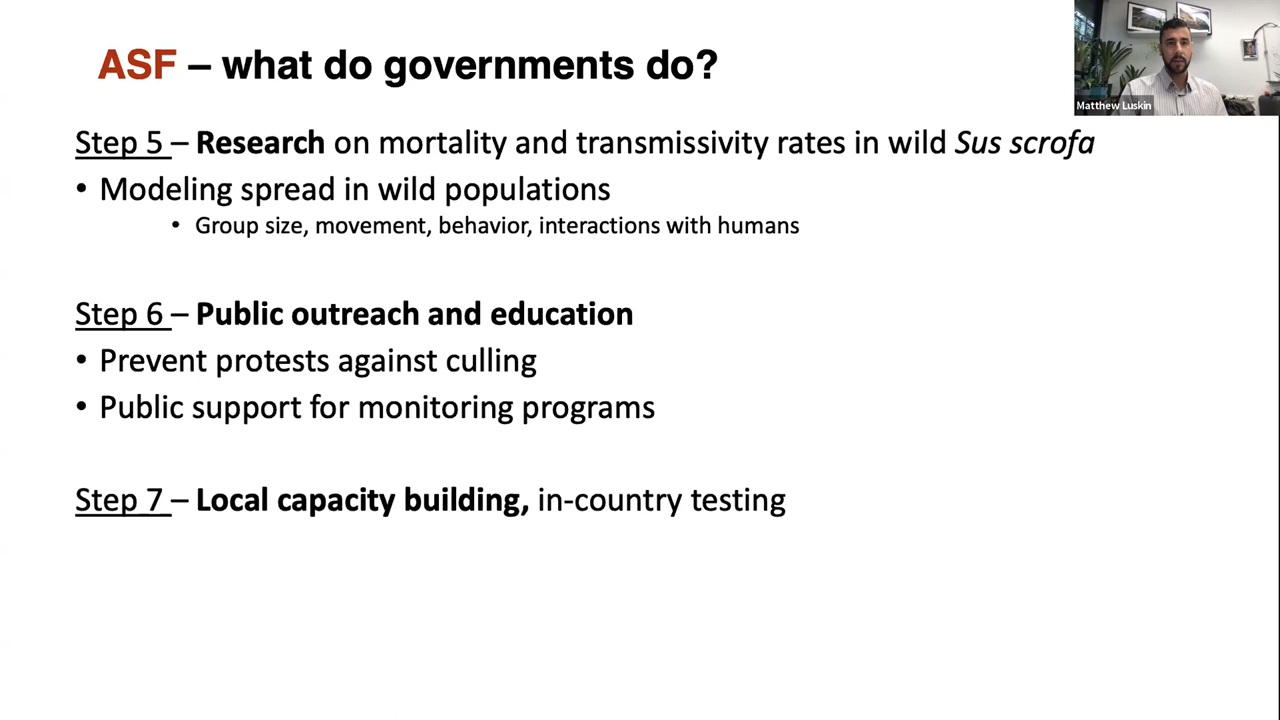 ASF – what do governments do?
Matthew Luskin
Step 5 – Research on mortality and transmissivity rates in wild Sus scrofa
• Modeling spread in wild populations
• Group size, movement, behavior, interactions with humans
Step 6 – Public outreach and education
• Prevent protests against culling
• Public support for monitoring programs
Step 7 – Local capacity building, in-country testing